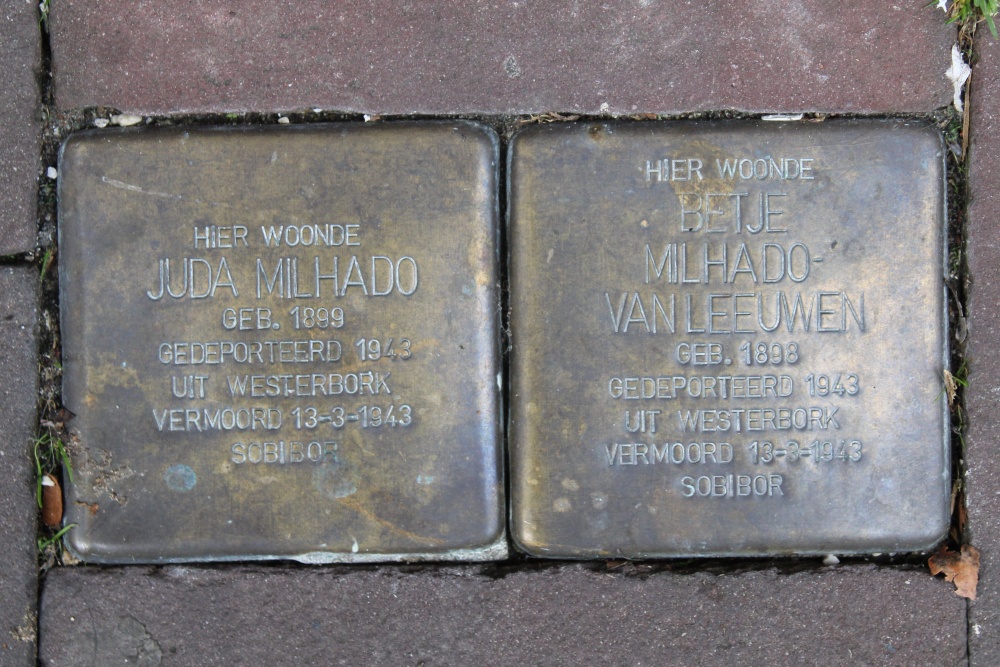 HIER WOONDE
JUDA MILHADO
GEB. 1899
GEDEPORTEERD 1943
UIT WESTERBORK
VERMOORD 13-3-1943
SOBIBOR
HIER WOONDE
BETJE
MILHADO-
VAN LEEUWEN
GEB. 1898
GEDEPORTEERD 1943
UIT WESTERBORK
VERMOORD 13-3-1943
SOBIBOR